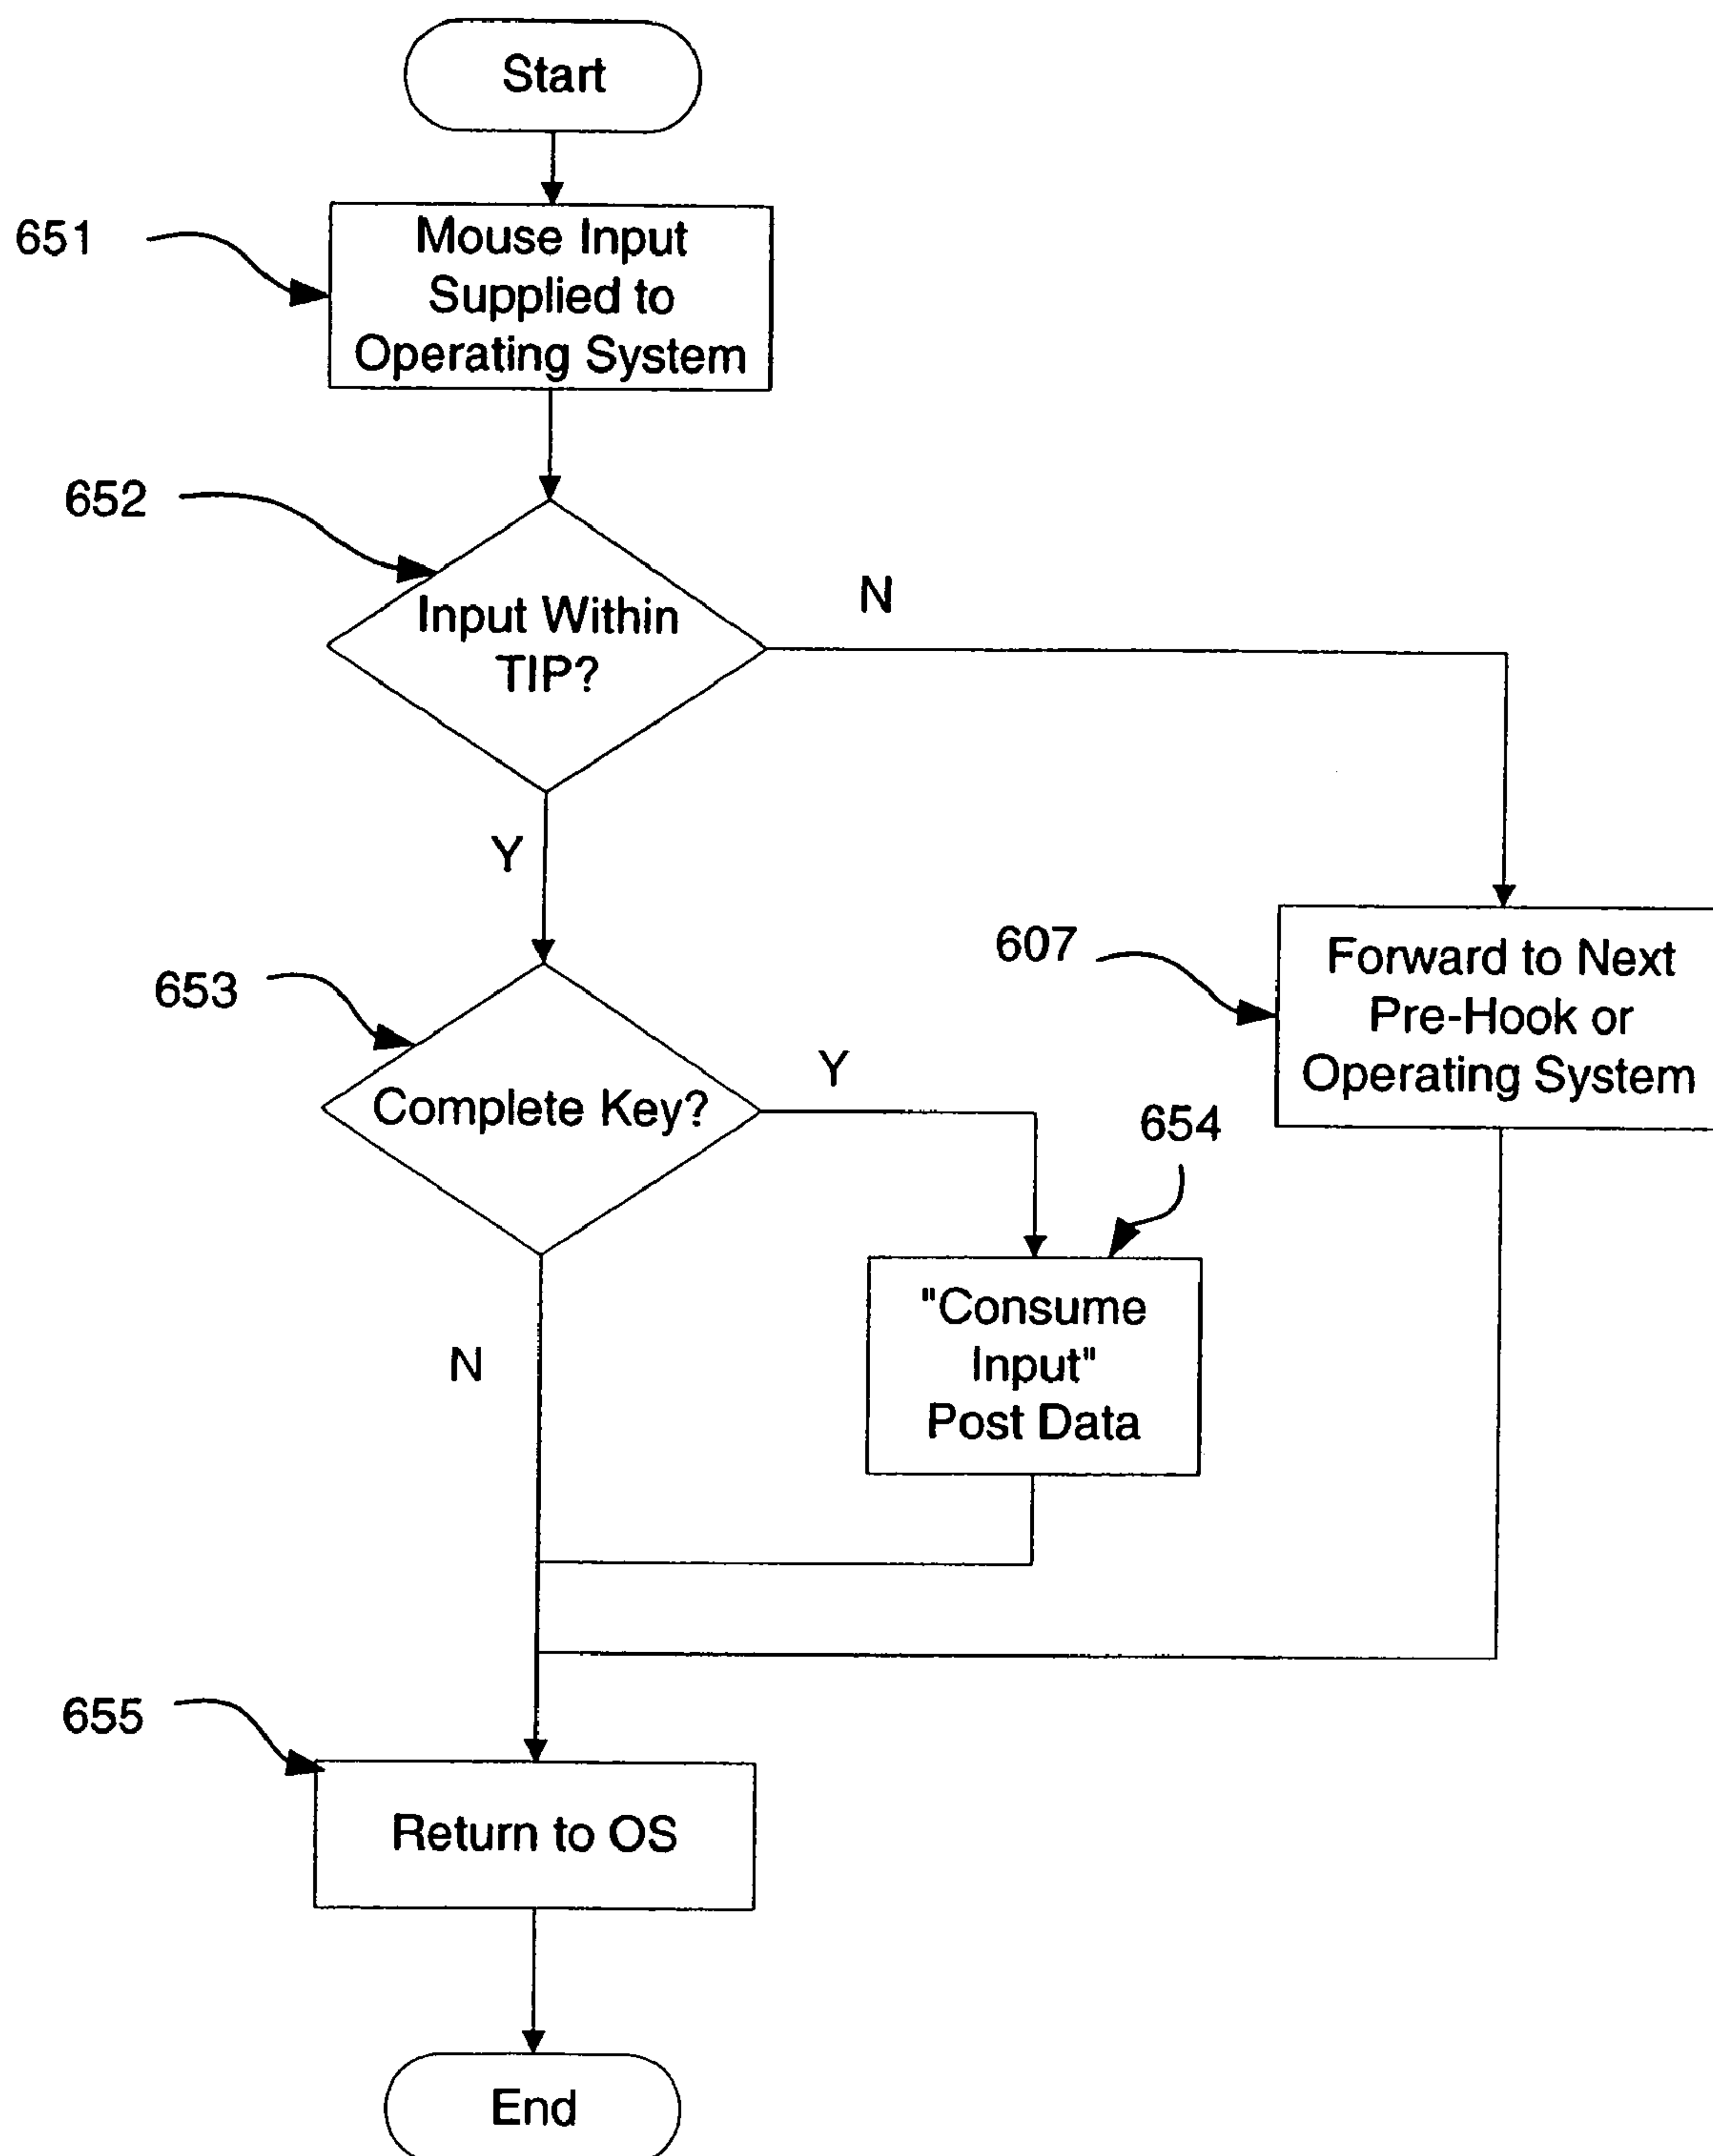 Start
651
Mouse Input
Supplied to
Operating System
652
Input Within
TIP?
N
Y
653
Complete Key?
Y
607
Forward to Next
Pre-Hook or
Operating System
654
"Consume
Input"
Post Data
N
655
Return to OS
End